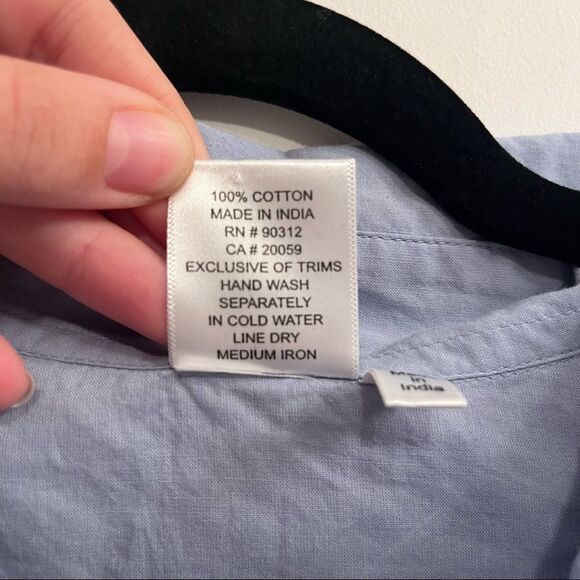 100% COTTON
MADE IN INDIA
RN # 90312
CA # 20059
EXCLUSIVE OF TRIMS
HAND WASH
SEPARATELY
IN COLD WATER
LINE DRY
MEDIUM IRON
in
India